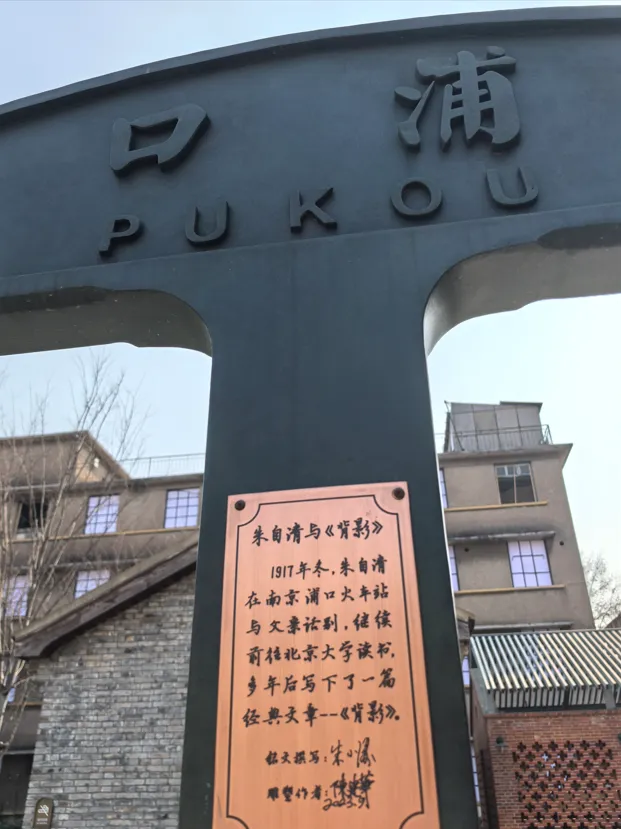 浦口
PUKOU
朱自清与《背影》
1917年冬，朱自清
在南京浦口火车站
与父亲话别，继续
前往北京大学读书，
多年后写下了一篇
经典文章--《背影》。
铭文撰写：朱小
雕塑作者：